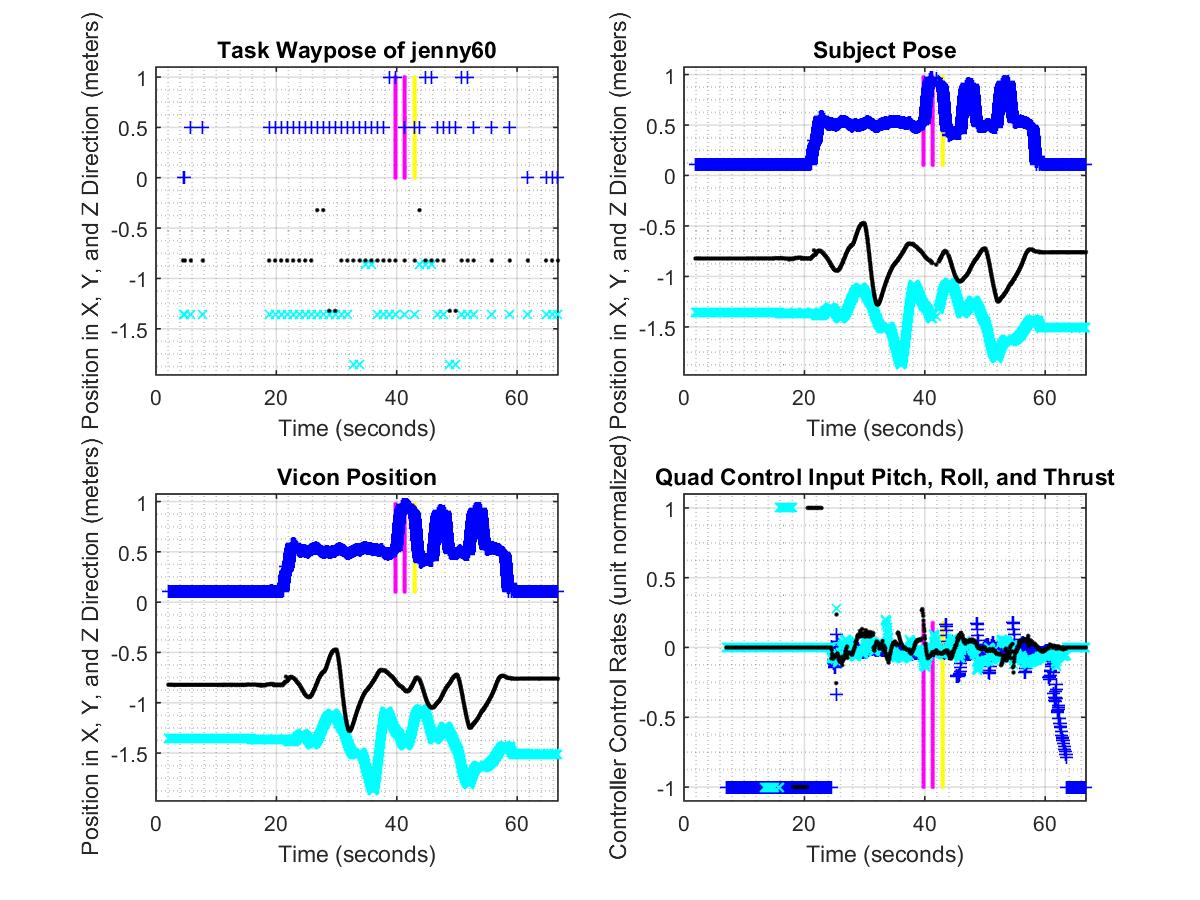 Task Waypose of jenny60
Position in X, Y, and Z Direction (meters)
1
0.5
0
-0.5
-1
-1.5
0 20 40 60
Time (seconds)
Subject Pose
Position in X, Y, and Z Direction (meters)
1
0.5
0
-0.5
-1
-1.5
0 20 40 60
Time (seconds)
Vicon Position
Position in X, Y, and Z Direction (meters)
1
0.5
0
-0.5
-1
-1.5
0 20 40 60
Time (seconds)
Quad Control Input Pitch, Roll, and Thrust
Controller Control Rates (unit normalized)
1
0.5
0
-0.5
-1
0 20 40 60
Time (seconds)